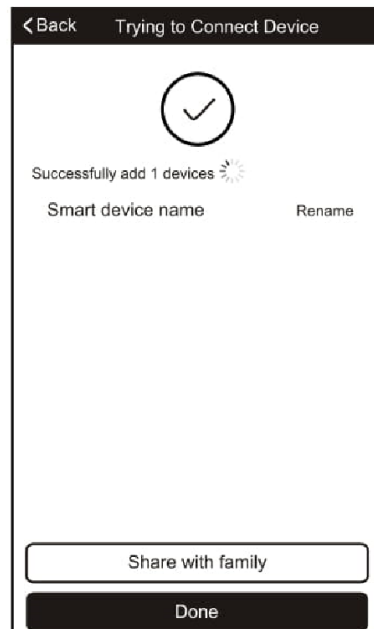 Back Trying to Connect Device
Successfully add 1 devices
Smart device name Rename
Share with family
Done